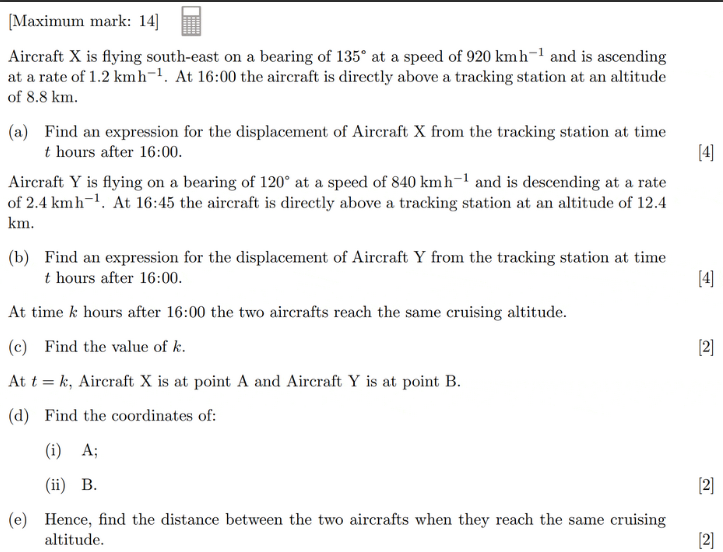 [Maximum mark: 14]
Aircraft X is flying south-east on a bearing of 135° at a speed of 920 km h⁻¹ and is ascending
at a rate of 1.2 km h⁻¹. At 16:00 the aircraft is directly above a tracking station at an altitude
of 8.8 km.
(a) Find an expression for the displacement of Aircraft X from the tracking station at time
t hours after 16:00. [4]
Aircraft Y is flying on a bearing of 120° at a speed of 840 km h⁻¹ and is descending at a rate
of 2.4 km h⁻¹. At 16:45 the aircraft is directly above a tracking station at an altitude of 12.4
km.
(b) Find an expression for the displacement of Aircraft Y from the tracking station at time
t hours after 16:00. [4]
At time k hours after 16:00 the two aircrafts reach the same cruising altitude.
(c) Find the value of k. [2]
At t = k, Aircraft X is at point A and Aircraft Y is at point B.
(d) Find the coordinates of:
(i) A;
(ii) B. [2]
(e) Hence, find the distance between the two aircrafts when they reach the same cruising
altitude. [2]